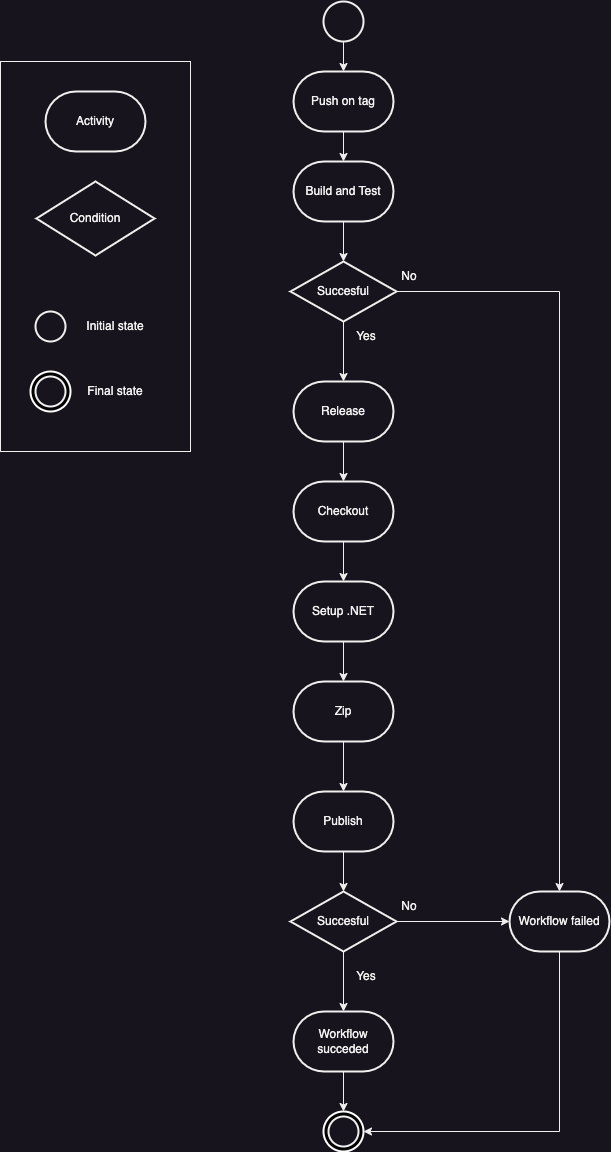 Activity
Condition
Initial state
Final state
Push on tag
Build and Test
Succesful
No
Yes
Release
Checkout
Setup .NET
Zip
Publish
Succesful
No
Workflow failed
Yes
Workflow
succeded